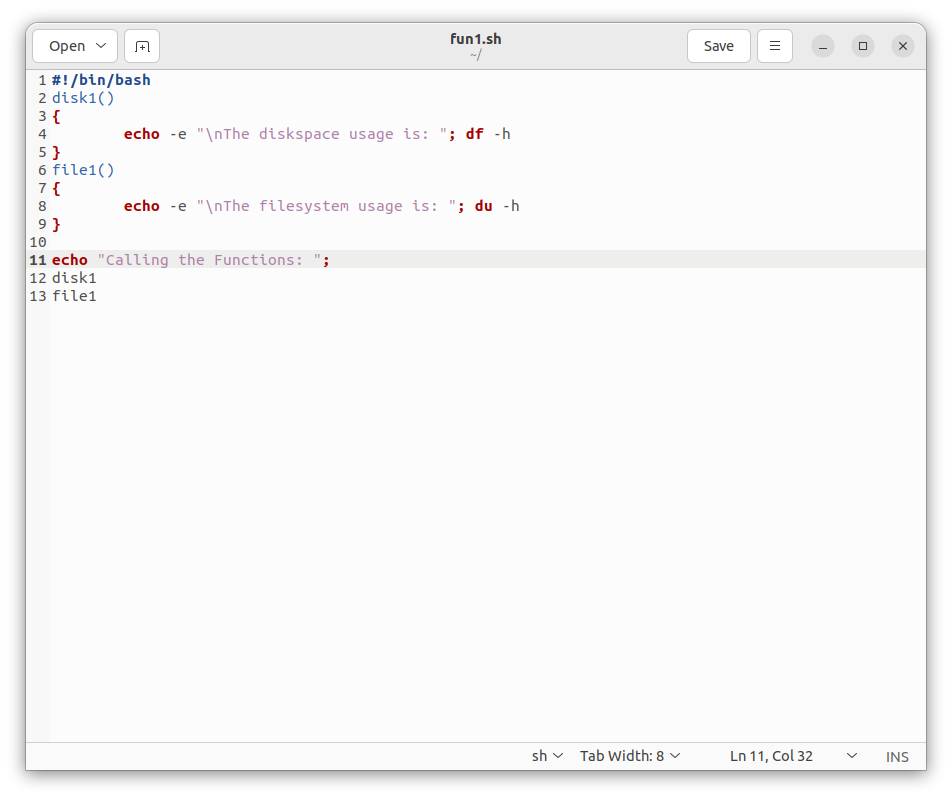 Open
fun1.sh
~/
Save
1 #!/bin/bash
2 disk1()
3 {
4         echo -e "\nThe diskspace usage is: "; df -h
5 }
6 file1()
7 {
8         echo -e "\nThe filesystem usage is: "; du -h
9 }
10
11 echo "Calling the Functions: ";
12 disk1
13 file1
sh Tab Width: 8 Ln 11, Col 32 INS